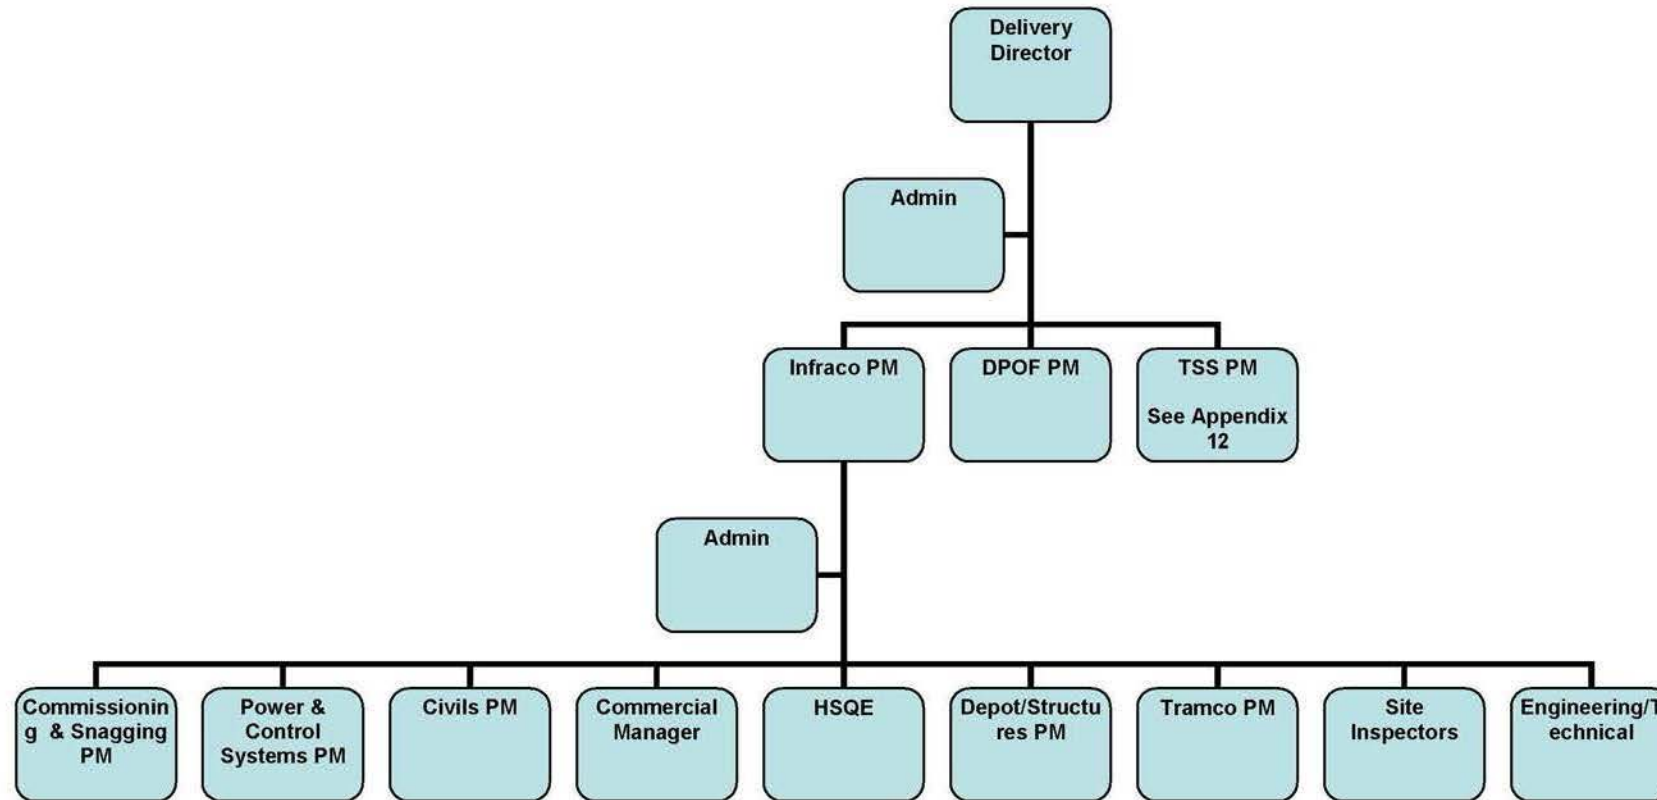 Delivery
Director
Admin
Infraco PM
DPOF PM
TSS PM
See Appendix
12
Admin
Commissionin
g & Snagging
PM
Power &
Control
Systems PM
Civils PM
Commercial
Manager
HSQE
Depot/Structu
res PM
Tramco PM
Site
Inspectors
Engineering/T
echnical